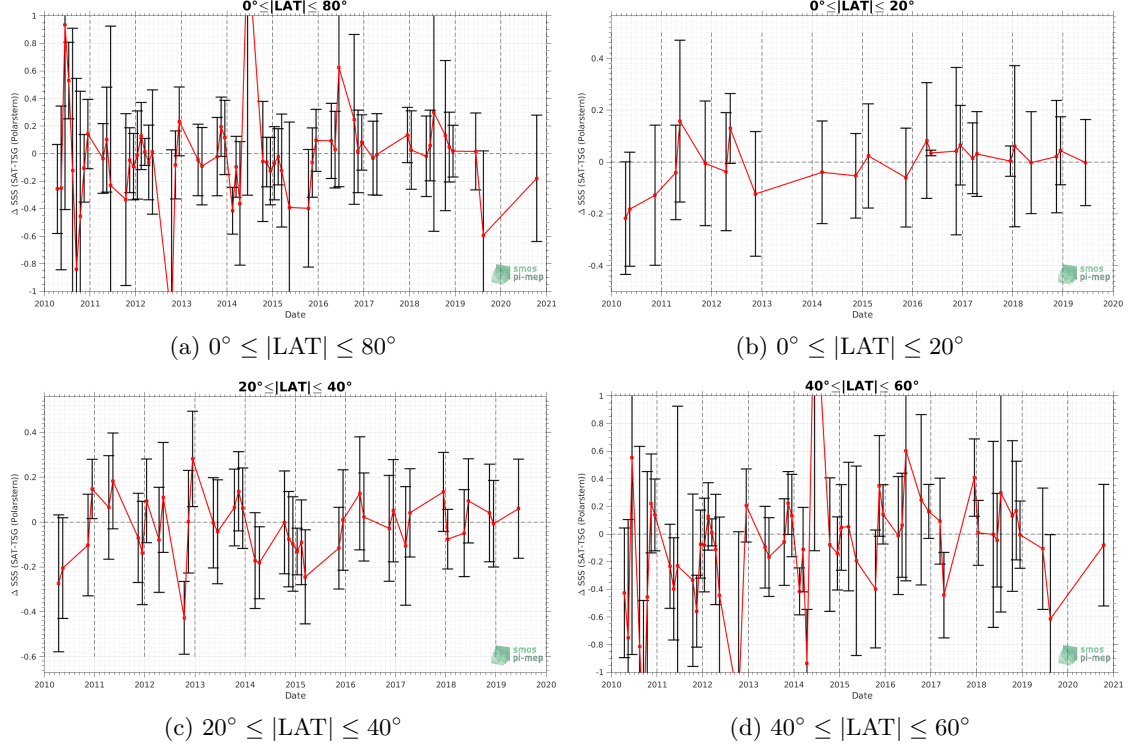 0°≤|LAT|≤ 80°
Δ SSS (SAT-TSG (Polarstern))
1
0.8
0.6
0.4
0.2
0
-0.2
-0.4
-0.6
-0.8
-1
2010 2011 2012 2013 2014 2015 2016 2017 2018 2019 2020 2021
Date
smos
pi-mep
(a) 0° ≤ |LAT| ≤ 80°
0°≤|LAT|≤ 20°
Δ SSS (SAT-TSG (Polarstern))
0.4
0.2
0
-0.2
-0.4
2010 2011 2012 2013 2014 2015 2016 2017 2018 2019 2020
Date
smos
pi-mep
(b) 0° ≤ |LAT| ≤ 20°
20°≤|LAT|≤ 40°
Δ SSS (SAT-TSG (Polarstern))
0.4
0.2
0
-0.2
-0.4
-0.6
2010 2011 2012 2013 2014 2015 2016 2017 2018 2019 2020
Date
smos
pi-mep
(c) 20° ≤ |LAT| ≤ 40°
40°≤|LAT|≤ 60°
Δ SSS (SAT-TSG (Polarstern))
1
0.8
0.6
0.4
0.2
0
-0.2
-0.4
-0.6
-0.8
-1
2010 2011 2012 2013 2014 2015 2016 2017 2018 2019 2020 2021
Date
smos
pi-mep
(d) 40° ≤ |LAT| ≤ 60°